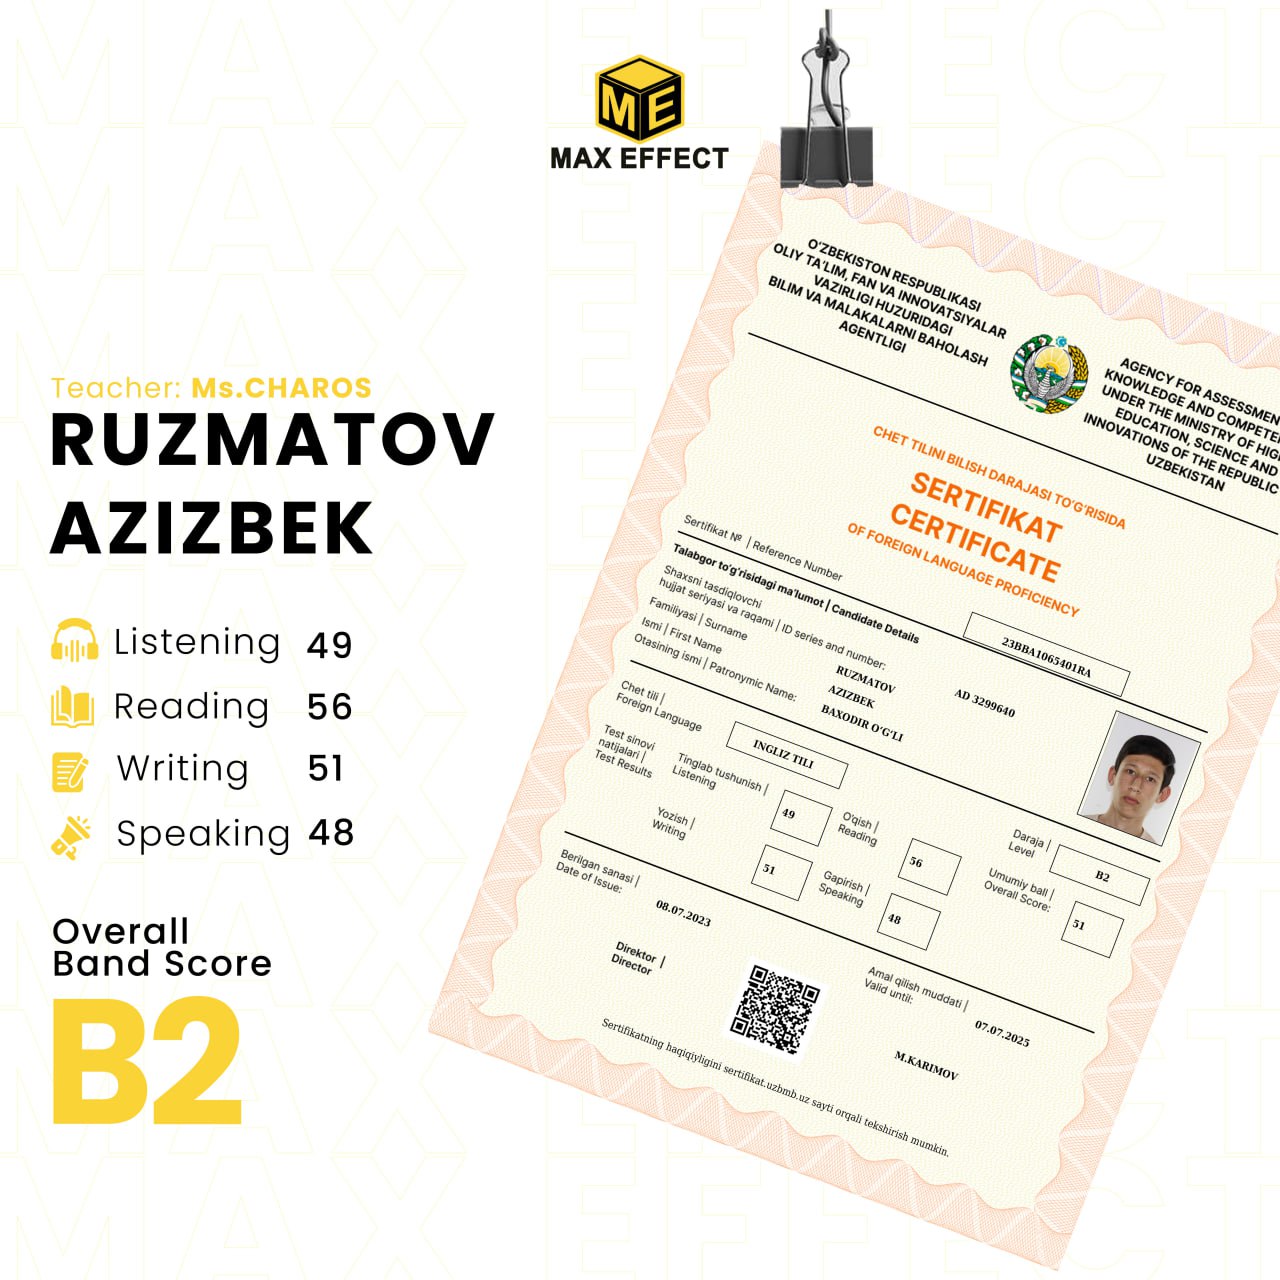 ME
MAX EFFECT
Teacher: Ms.CHAROS
RUZMATOV
AZIZBEK
Listening 49
Reading 56
Writing 51
Speaking 48
Overall
Band Score
B2
O‘ZBEKISTON RESPUBLIKASI
OLIY TA’LIM, FAN VA INNOVATSIYALAR
VAZIRLIGI HUZURIDAGI
BILIM VA MALAKALARNI BAHOLASH
AGENTLIGI
AGENCY FOR ASSESSMEN
KNOWLEDGE AND COMPETE
UNDER THE MINISTRY OF HIG
EDUCATION, SCIENCE AND
INNOVATIONS OF THE REPUBLIC
UZBEKISTAN
CHET TILINI BILISH DARAJASI TO‘G‘RISIDA
SERTIFIKAT
CERTIFICATE
OF FOREIGN LANGUAGE PROFICIENCY
Sertifikat № | Reference Number
23BBA1065401RA
Talabgor to‘g‘risidagi ma’lumot | Candidate Details
Shaxsni tasdiqlovchi
hujjat seriyasi va raqami | ID series and number:
AD 3299640
Familiyasi | Surname
RUZMATOV
Ismi | First Name
AZIZBEK
Otasining ismi | Patronymic Name:
BAXODIR O‘G‘LI
Chet tili |
Foreign Language
INGLIZ TILI
Test sinovi
natijalari |
Test Results
Tinglab tushunish |
Listening
49
O‘qish |
Reading
56
Daraja |
Level
B2
Yozish |
Writing
51
Gapirish |
Speaking
48
Umumiy ball |
Overall Score:
51
Berilgan sanasi |
Date of Issue:
08.07.2023
Amal qilish muddati |
Valid until:
07.07.2025
Direktor |
Director
M.KARIMOV
Sertifikatning haqiqiyligini sertifikat.uzbmb.uz sayti orqali tekshirish mumkin.